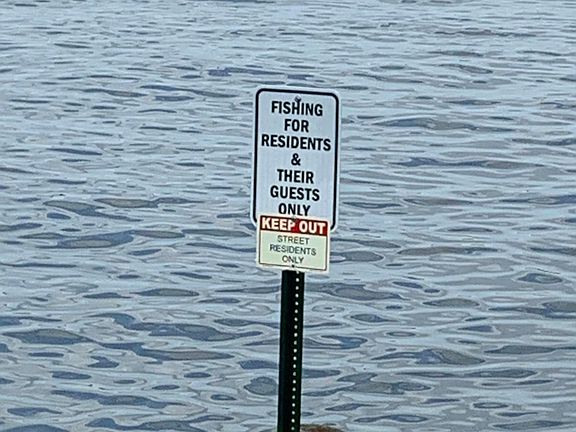 FISHING
FOR
RESIDENTS
&
THEIR
GUESTS
ONLY
KEEP OUT
STREET
RESIDENTS
ONLY